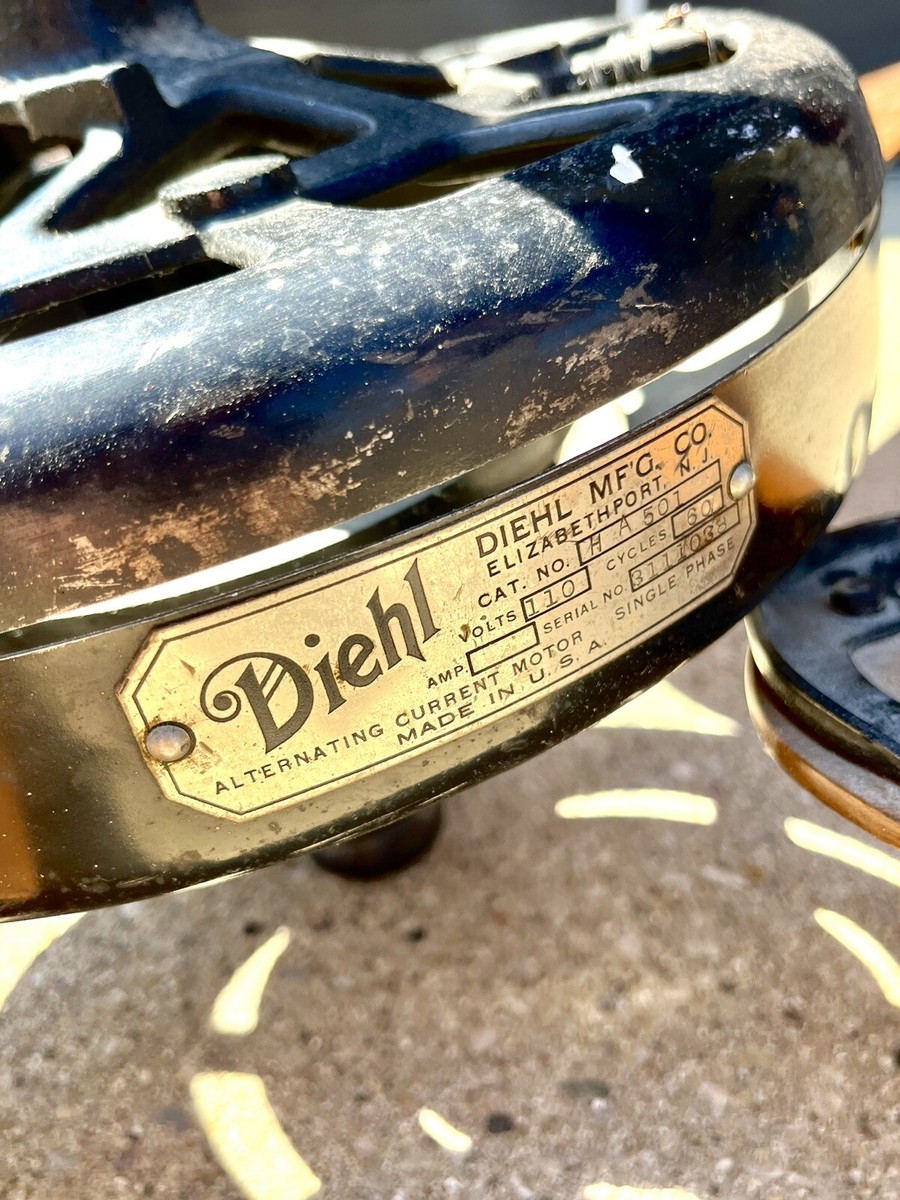 Diehl
DIEHL MF'G. CO.
ELIZABETHPORT, N.J.
CAT. NO. H A 501
VOLTS 110 CYCLES 60
AMP. SERIAL NO.
ALTERNATING CURRENT MOTOR SINGLE PHASE
MADE IN U.S.A.